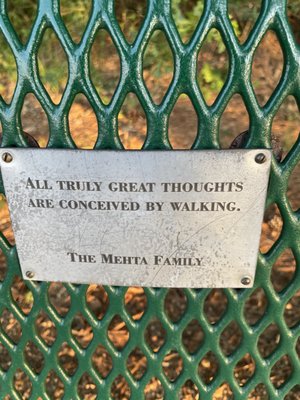 ALL TRULY GREAT THOUGHTS
ARE CONCEIVED BY WALKING.
THE MEHTA FAMILY